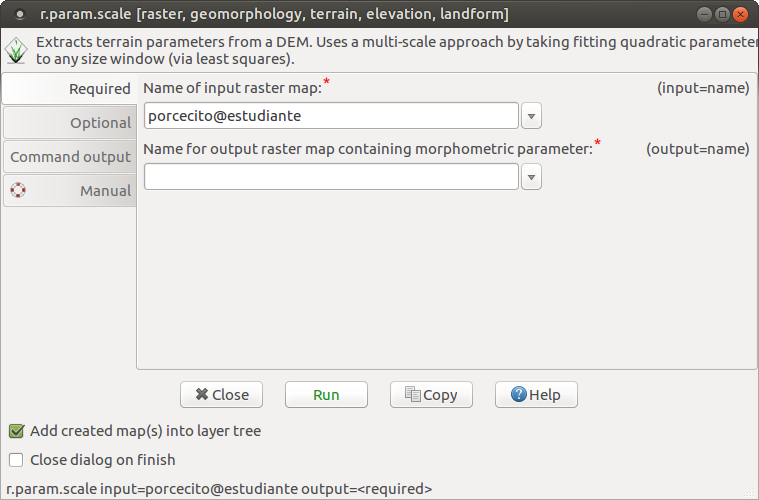 r.param.scale [raster, geomorphology, terrain, elevation, landform]
Extracts terrain parameters from a DEM. Uses a multi-scale approach by taking fitting quadratic parameter
to any size window (via least squares).
Required
Name of input raster map:* (input=name)
porcecito@estudiante
Optional
Name for output raster map containing morphometric parameter:* (output=name)
Command output
Manual
Close Run Copy Help
Add created map(s) into layer tree
Close dialog on finish
r.param.scale input=porcecito@estudiante output=<required>